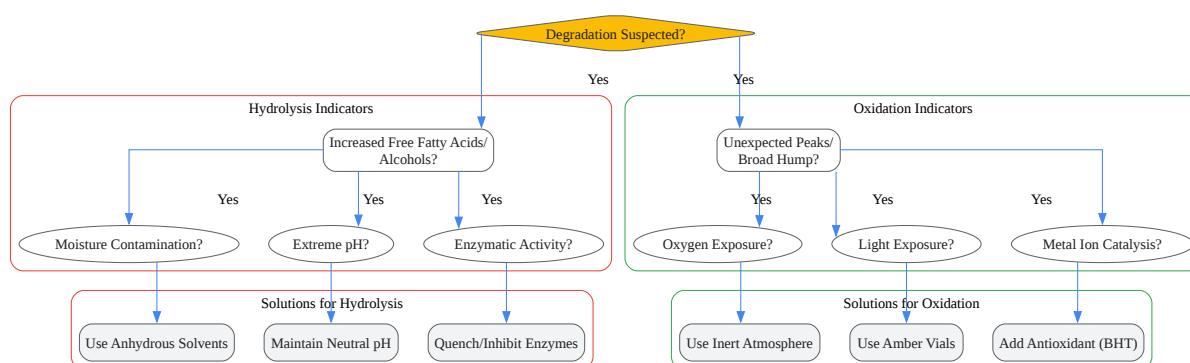 Degradation Suspected?
Yes
Yes
Hydrolysis Indicators
Oxidation Indicators
Increased Free Fatty Acids/
Alcohols?
Unexpected Peaks/
Broad Hump?
Yes
Yes
Yes
Yes
Yes
Yes
Moisture Contamination?
Extreme pH?
Enzymatic Activity?
Oxygen Exposure?
Light Exposure?
Metal Ion Catalysis?
Solutions for Hydrolysis
Solutions for Oxidation
Use Anhydrous Solvents
Maintain Neutral pH
Quench/Inhibit Enzymes
Use Inert Atmosphere
Use Amber Vials
Add Antioxidant (BHT)